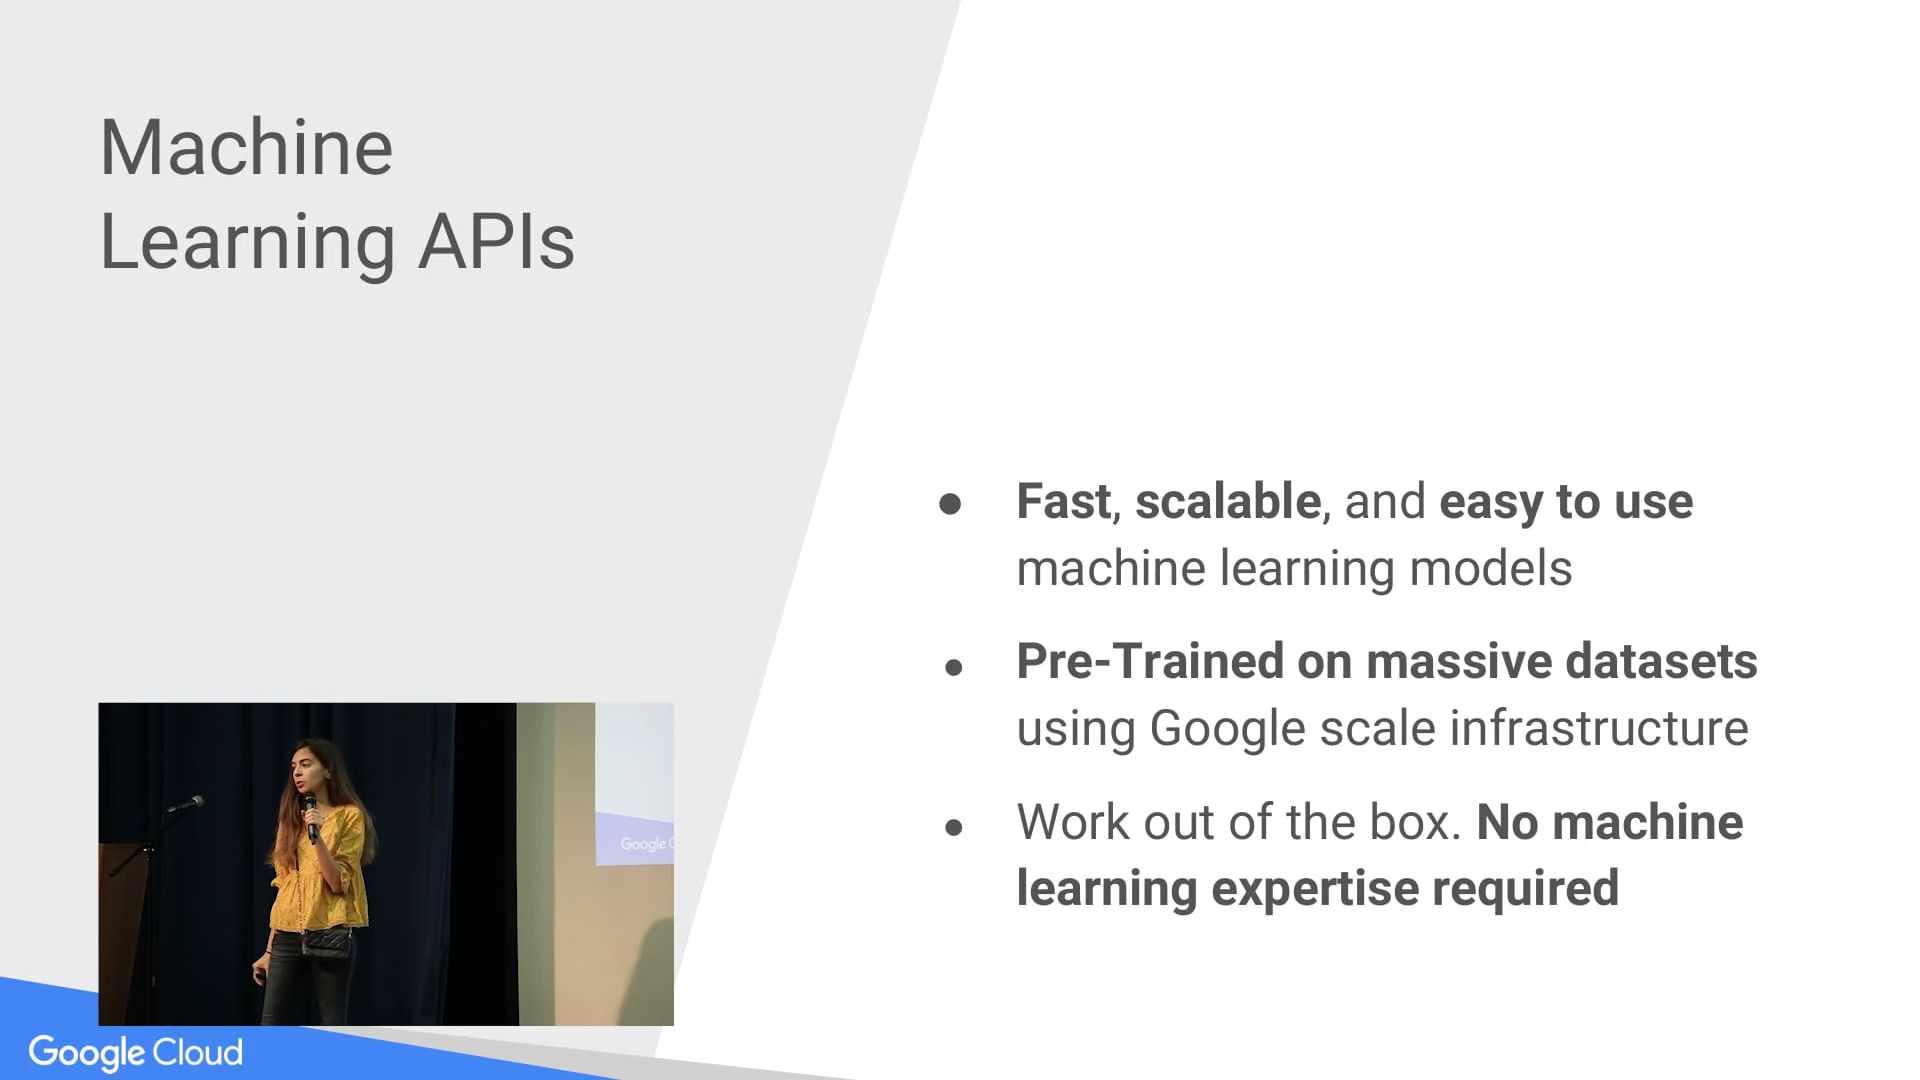 Machine
Learning APIs
● Fast, scalable, and easy to use
machine learning models
● Pre-Trained on massive datasets
using Google scale infrastructure
● Work out of the box. No machine
learning expertise required
Google C
Google Cloud